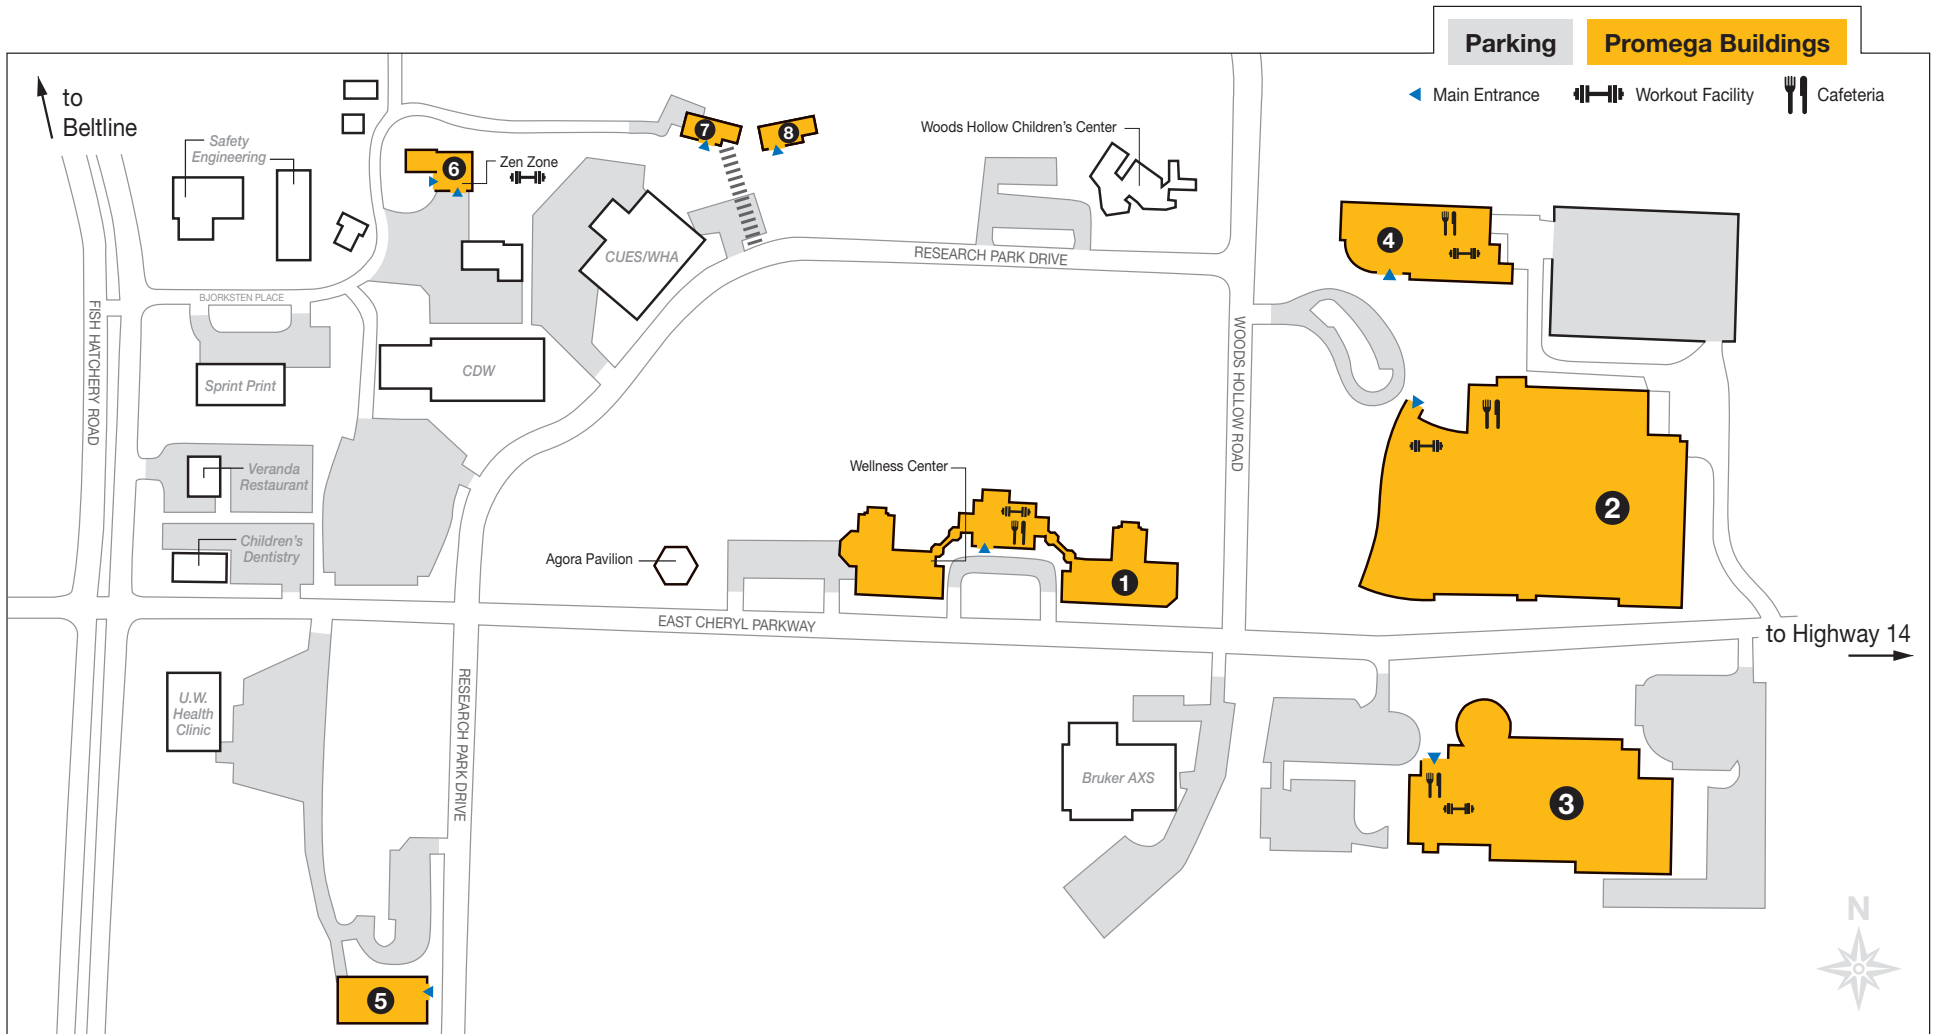 Parking
Promega Buildings
Main Entrance
Workout Facility
Cafeteria
to
Beltline
Safety
Engineering
7
8
Woods Hollow Children's Center
6
Zen Zone
4
CUES/WHA
RESEARCH PARK DRIVE
BJORKSTEN PLACE
FISH HATCHERY ROAD
WOODS HOLLOW ROAD
Sprint Print
CDW
Veranda
Restaurant
Wellness Center
2
Children's
Dentistry
Agora Pavilion
1
EAST CHERYL PARKWAY
to Highway 14
U.W.
Health
Clinic
RESEARCH PARK DRIVE
Bruker AXS
3
N
5